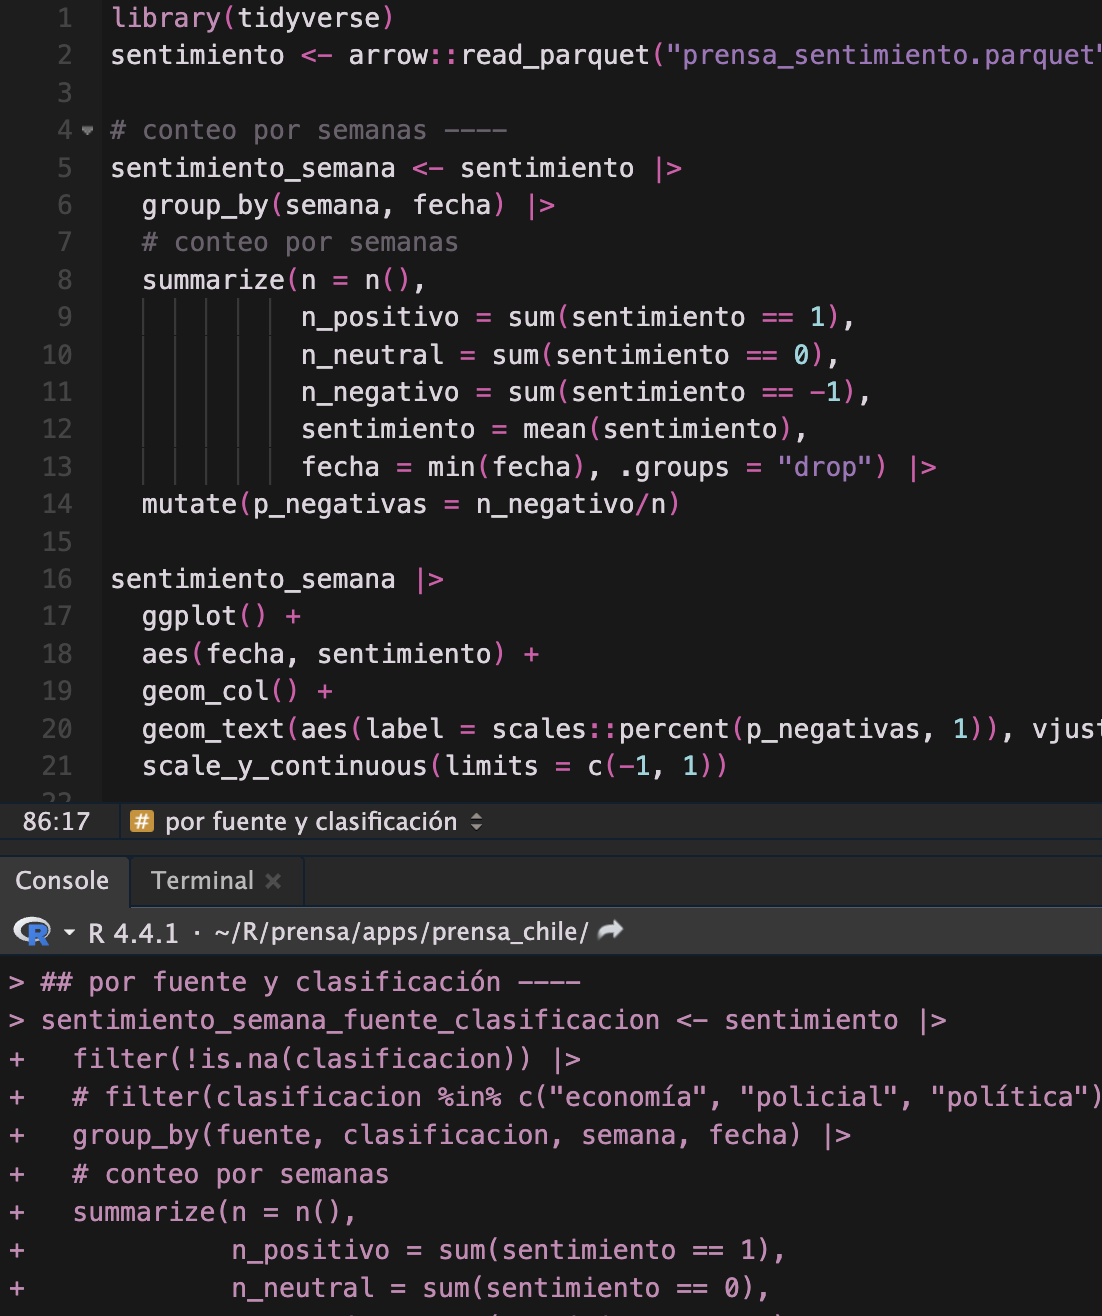 1 library(tidyverse)
2 sentimiento <- arrow::read_parquet("prensa_sentimiento.parquet"
3
4 # conteo por semanas ----
5 sentimiento_semana <- sentimiento |>
6 group_by(semana, fecha) |>
7 # conteo por semanas
8 summarize(n = n(),
9 n_positivo = sum(sentimiento == 1),
10 n_neutral = sum(sentimiento == 0),
11 n_negativo = sum(sentimiento == -1),
12 sentimiento = mean(sentimiento),
13 fecha = min(fecha), .groups = "drop") |>
14 mutate(p_negativas = n_negativo/n)
15
16 sentimiento_semana |>
17 ggplot() +
18 aes(fecha, sentimiento) +
19 geom_col() +
20 geom_text(aes(label = scales::percent(p_negativas, 1)), vjust
21 scale_y_continuous(limits = c(-1, 1))
22
86:17 # por fuente y clasificación
Console Terminal
R R 4.4.1 · ~/R/prensa/apps/prensa_chile/
> ## por fuente y clasificación ----
> sentimiento_semana_fuente_clasificacion <- sentimiento |>
+ filter(!is.na(clasificacion)) |>
+ # filter(clasificacion %in% c("economía", "policial", "política")
+ group_by(fuente, clasificacion, semana, fecha) |>
+ # conteo por semanas
+ summarize(n = n(),
+ n_positivo = sum(sentimiento == 1),
+ n_neutral = sum(sentimiento == 0),